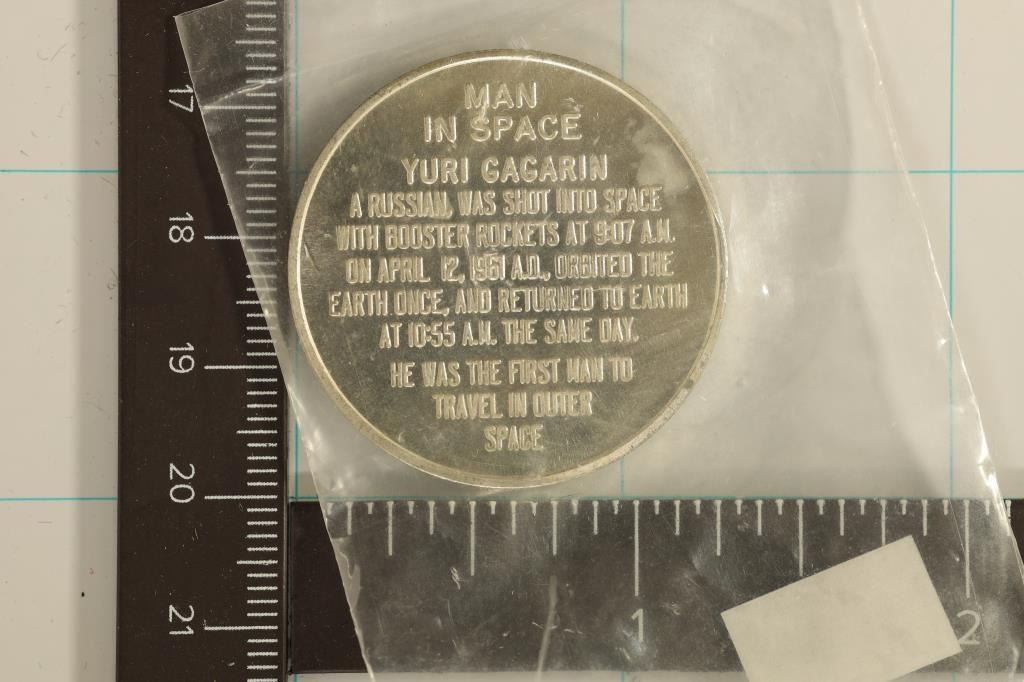 MAN
IN SPACE
YURI GAGARIN
A RUSSIAN, WAS SHOT INTO SPACE
WITH BOOSTER ROCKETS AT 9:07 A.M.
ON APRIL 12, 1961 A.D., ORBITED THE
EARTH ONCE, AND RETURNED TO EARTH
AT 10:55 A.M. THE SAME DAY.
HE WAS THE FIRST MAN TO
TRAVEL IN OUTER
SPACE
17
18
19
20
21
1
2